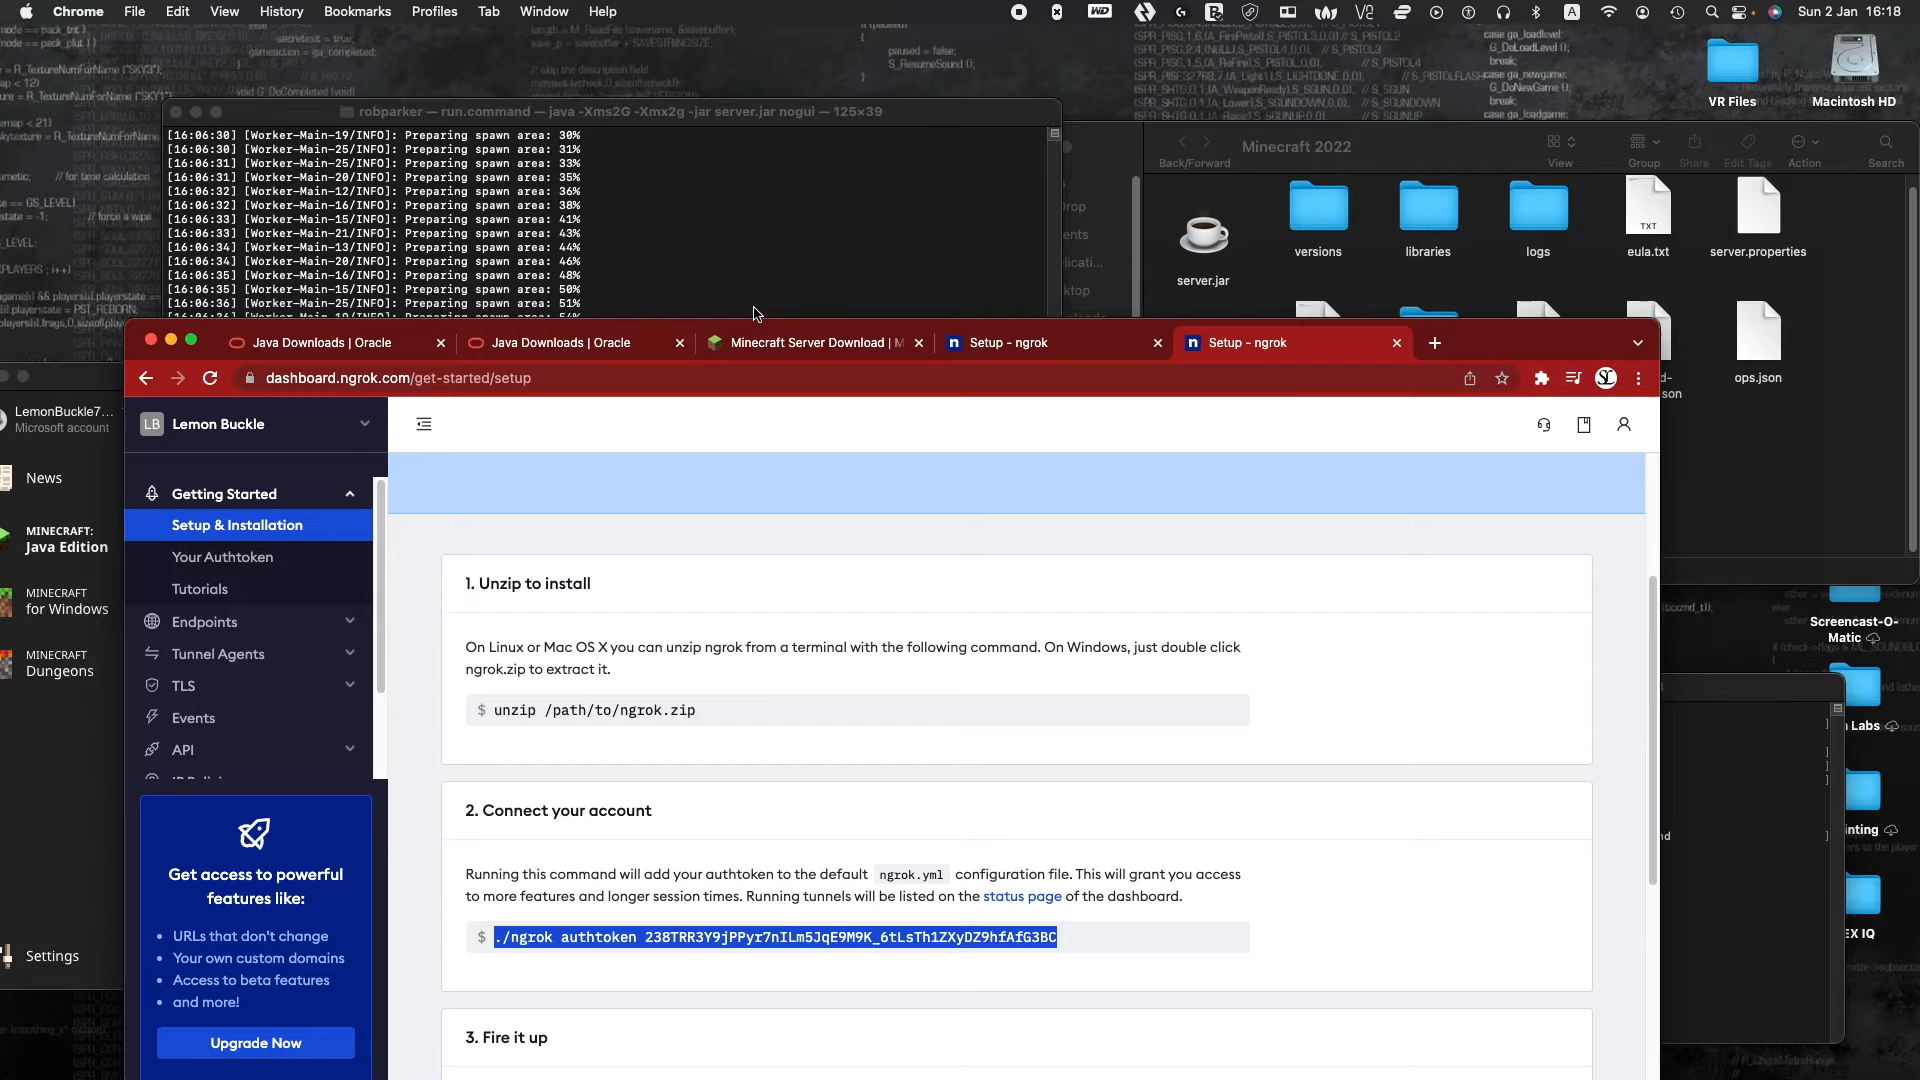 Chrome File Edit View History Bookmarks Profiles Tab Window Help
Sun 2 Jan 16:18
VR Files
Macintosh HD
robparker — run.command — java -Xms2G -Xmx2g -jar server.jar nogui — 125×39
[16:06:30] [Worker-Main-19/INFO]: Preparing spawn area: 30%
[16:06:30] [Worker-Main-25/INFO]: Preparing spawn area: 31%
[16:06:31] [Worker-Main-25/INFO]: Preparing spawn area: 33%
[16:06:31] [Worker-Main-20/INFO]: Preparing spawn area: 35%
[16:06:32] [Worker-Main-12/INFO]: Preparing spawn area: 36%
[16:06:32] [Worker-Main-16/INFO]: Preparing spawn area: 38%
[16:06:33] [Worker-Main-15/INFO]: Preparing spawn area: 41%
[16:06:33] [Worker-Main-21/INFO]: Preparing spawn area: 43%
[16:06:34] [Worker-Main-13/INFO]: Preparing spawn area: 44%
[16:06:34] [Worker-Main-20/INFO]: Preparing spawn area: 46%
[16:06:35] [Worker-Main-16/INFO]: Preparing spawn area: 48%
[16:06:35] [Worker-Main-15/INFO]: Preparing spawn area: 50%
[16:06:36] [Worker-Main-25/INFO]: Preparing spawn area: 51%
Minecraft 2022
Back/Forward View Group Share Edit Tags Action Search
server.jar
versions
libraries
logs
TXT
eula.txt
server.properties
ops.json
Java Downloads | Oracle
Java Downloads | Oracle
Minecraft Server Download | M
Setup - ngrok
Setup - ngrok
dashboard.ngrok.com/get-started/setup
LemonBuckle7...
Microsoft account
News
MINECRAFT:
Java Edition
MINECRAFT
for Windows
MINECRAFT
Dungeons
Settings
LB Lemon Buckle
Getting Started
Setup & Installation
Your Authtoken
Tutorials
Endpoints
Tunnel Agents
TLS
Events
API
Get access to powerful
features like:
• URLs that don't change
• Your own custom domains
• Access to beta features
• and more!
Upgrade Now
1. Unzip to install
On Linux or Mac OS X you can unzip ngrok from a terminal with the following command. On Windows, just double click
ngrok.zip to extract it.
$ unzip /path/to/ngrok.zip
2. Connect your account
Running this command will add your authtoken to the default ngrok.yml configuration file. This will grant you access
to more features and longer session times. Running tunnels will be listed on the status page of the dashboard.
$ ./ngrok authtoken 238TRR3Y9jPPyr7nILm5JqE9M9K_6tLsTh1ZXyDZ9hfAfG3BC
3. Fire it up
Screencast-O-
Matic
Labs
EX IQ